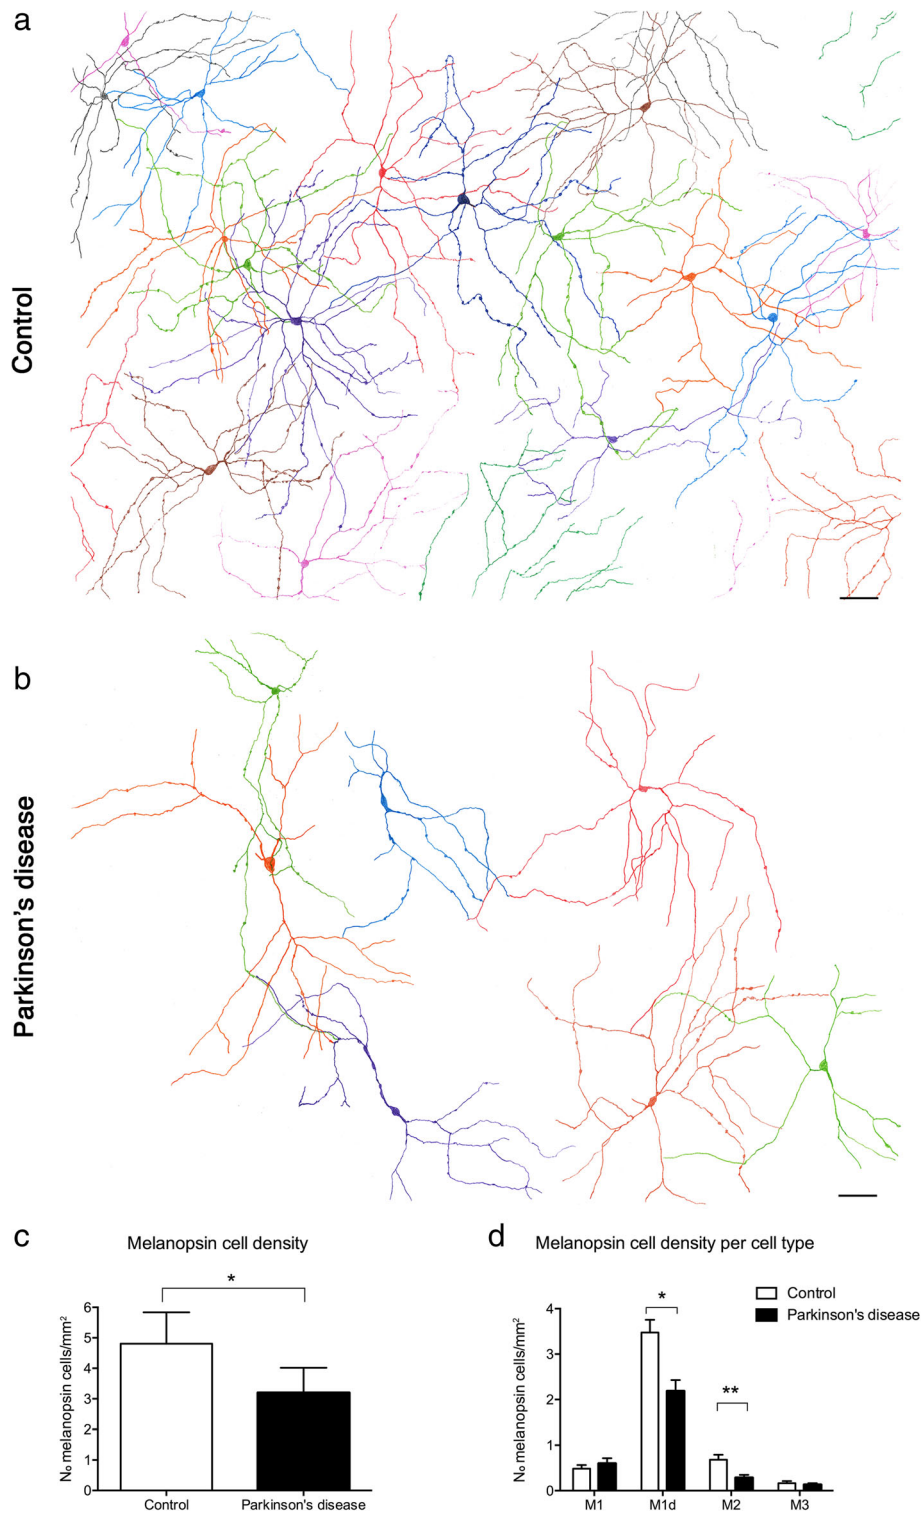 a
Control
b
Parkinson's disease
c
Melanopsin cell density
*
Nₒ melanopsin cells/mm²
6
5
4
3
2
1
0
Control
Parkinson's disease
d
Melanopsin cell density per cell type
Control
Parkinson's disease
*
**
Nₒ melanopsin cells/mm²
4
3
2
1
0
M1
M1d
M2
M3